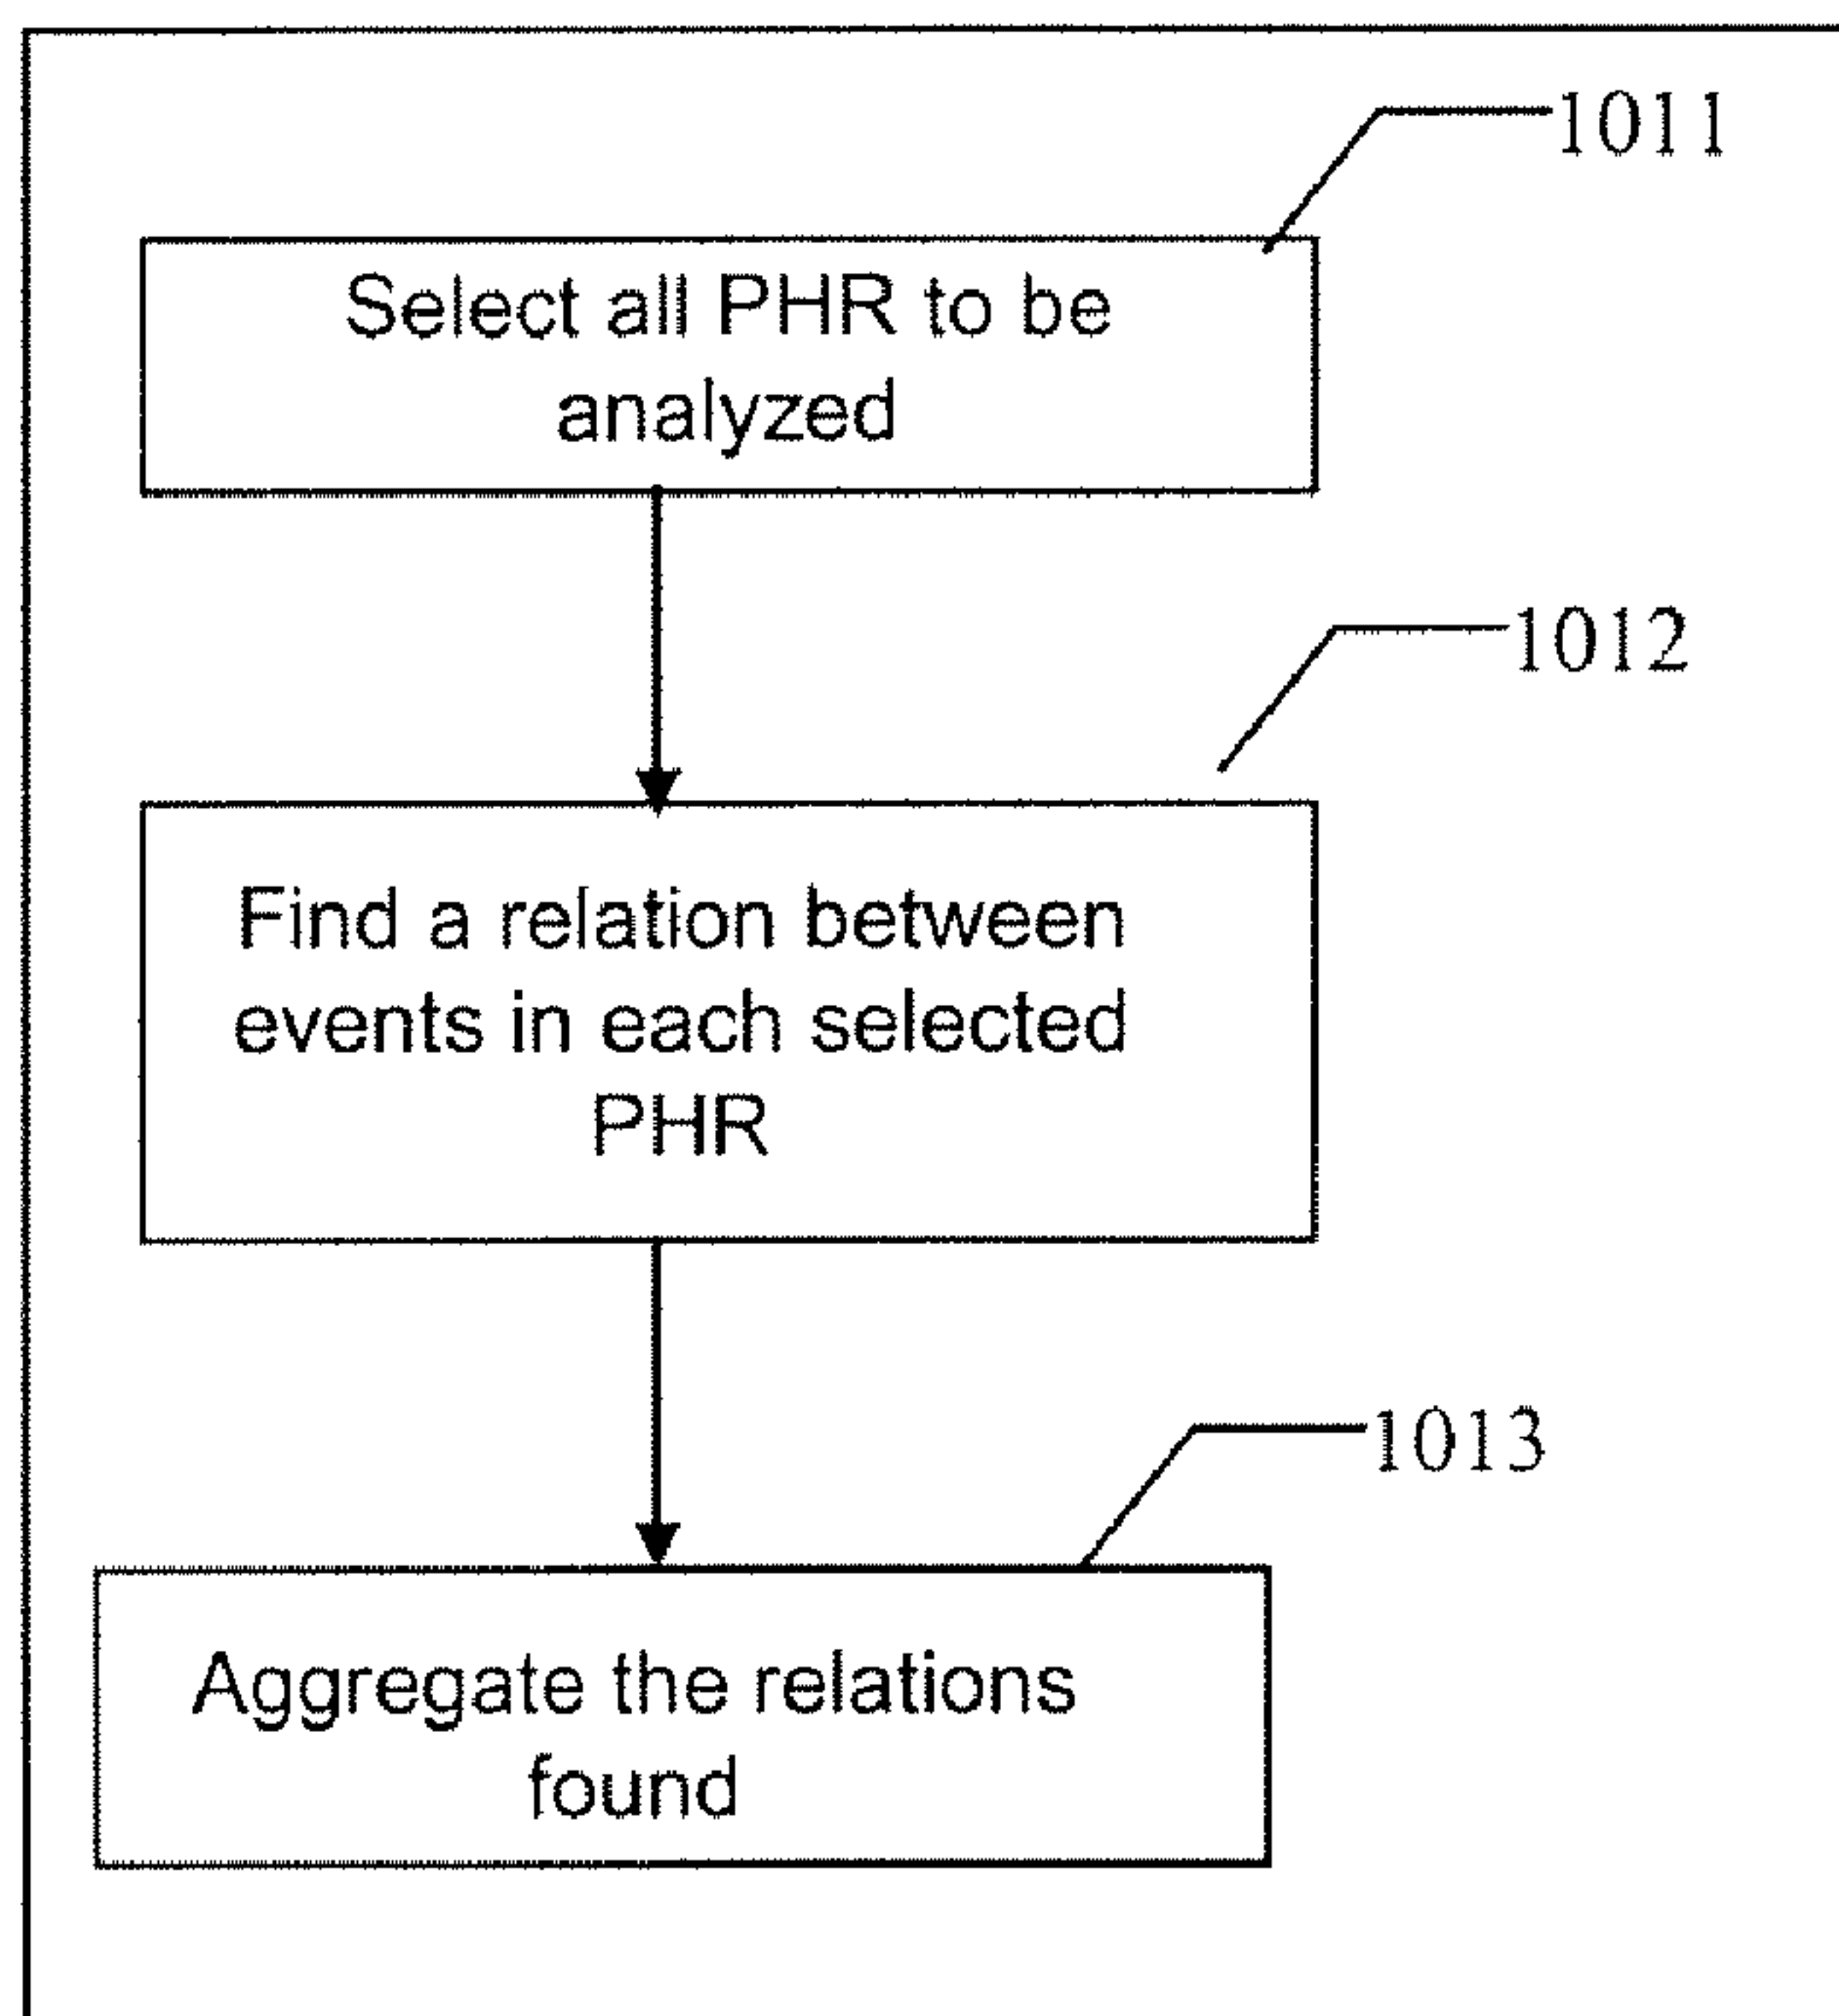 1011
Select all PHR to be
analyzed
1012
Find a relation between
events in each selected
PHR
1013
Aggregate the relations
found